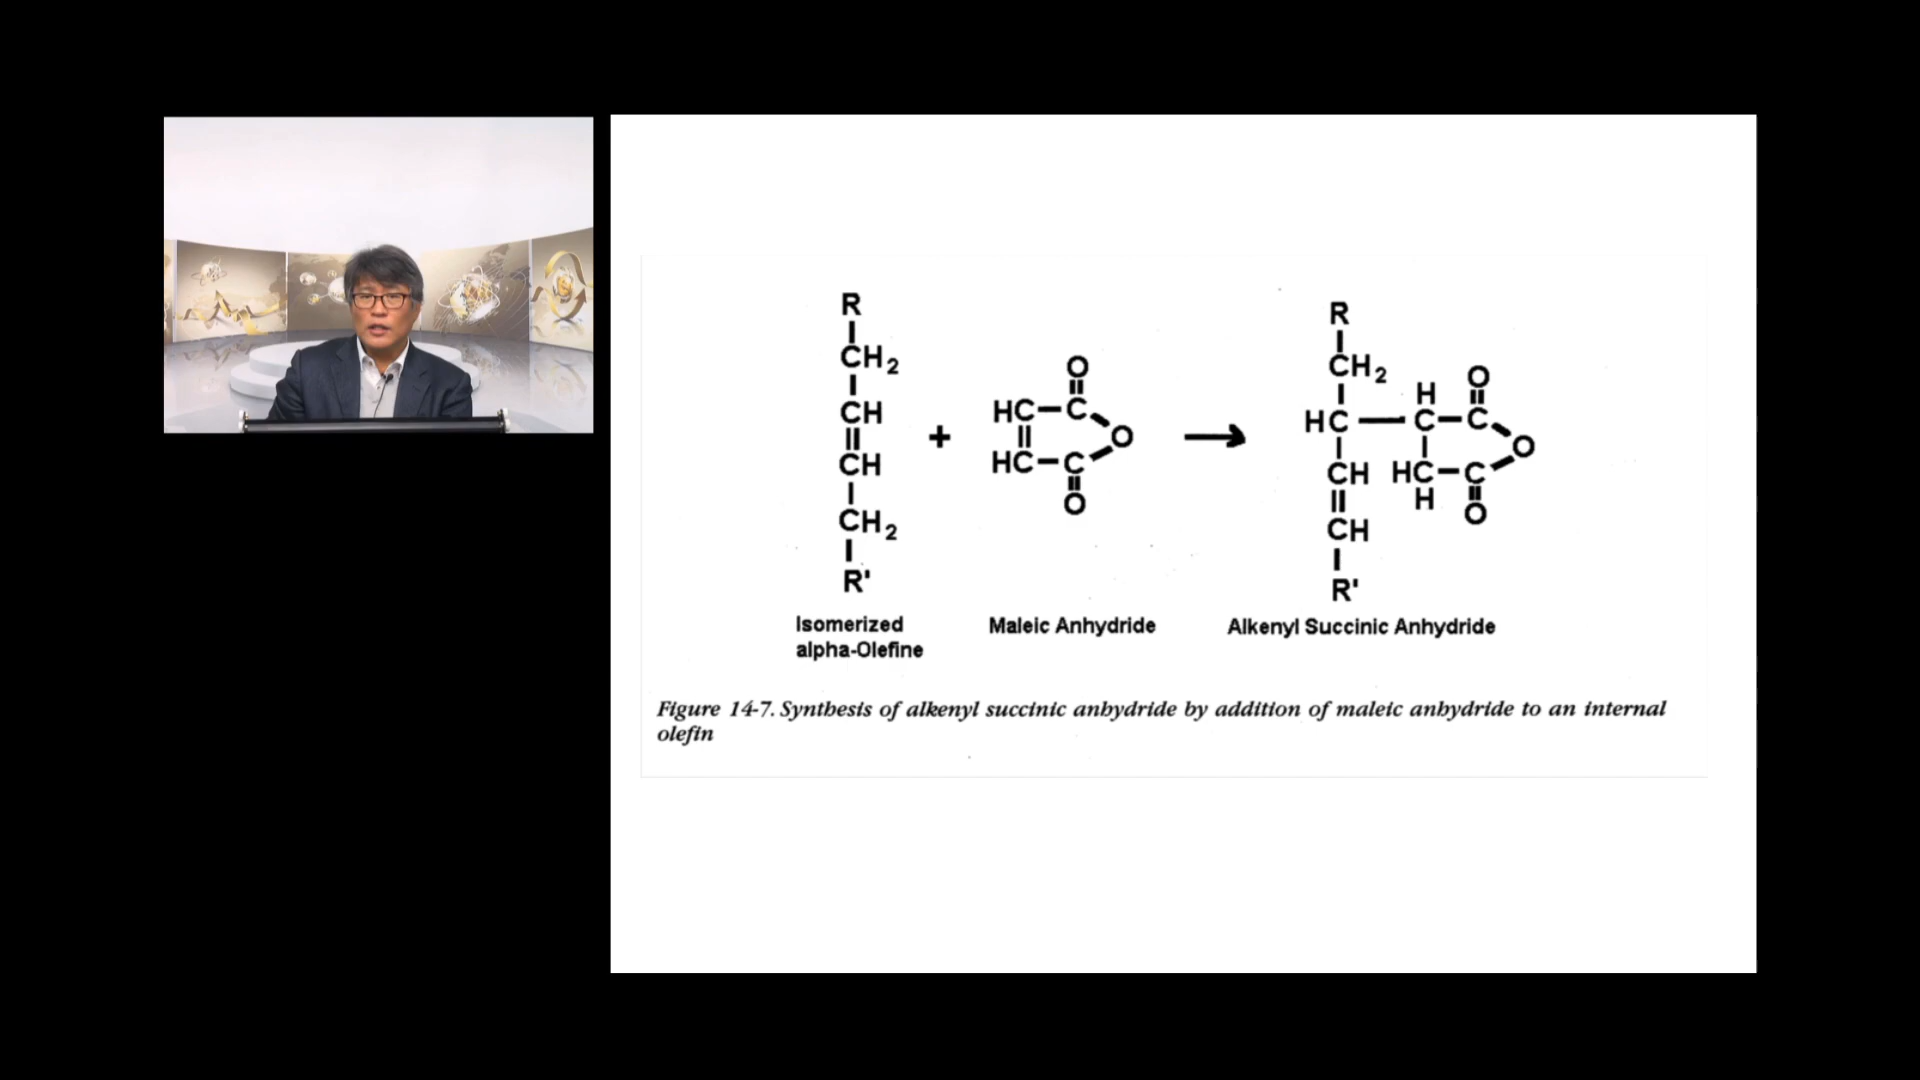 R
CH2
CH
CH
CH2
R'
Isomerized
alpha-Olefine
+
O
HC C
O
HC C
O
Maleic Anhydride
R
CH2
H O
HC C C
O
CH HC C
H O
CH
R'
Alkenyl Succinic Anhydride
Figure 14-7. Synthesis of alkenyl succinic anhydride by addition of maleic anhydride to an internal
olefin